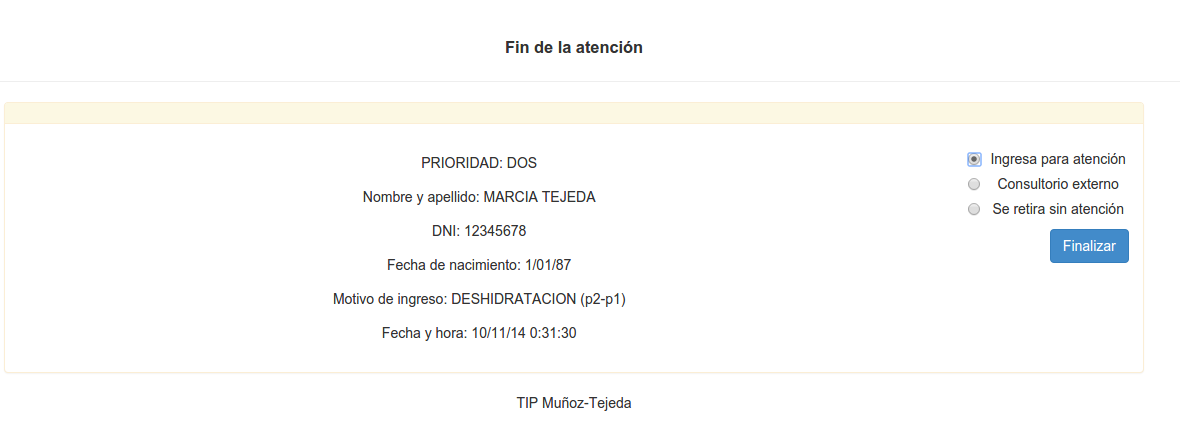 Fin de la atención
PRIORIDAD: DOS
Nombre y apellido: MARCIA TEJEDA
DNI: 12345678
Fecha de nacimiento: 1/01/87
Motivo de ingreso: DESHIDRATACION (p2-p1)
Fecha y hora: 10/11/14 0:31:30
Ingresa para atención
Consultorio externo
Se retira sin atención
Finalizar
TIP Muñoz-Tejeda